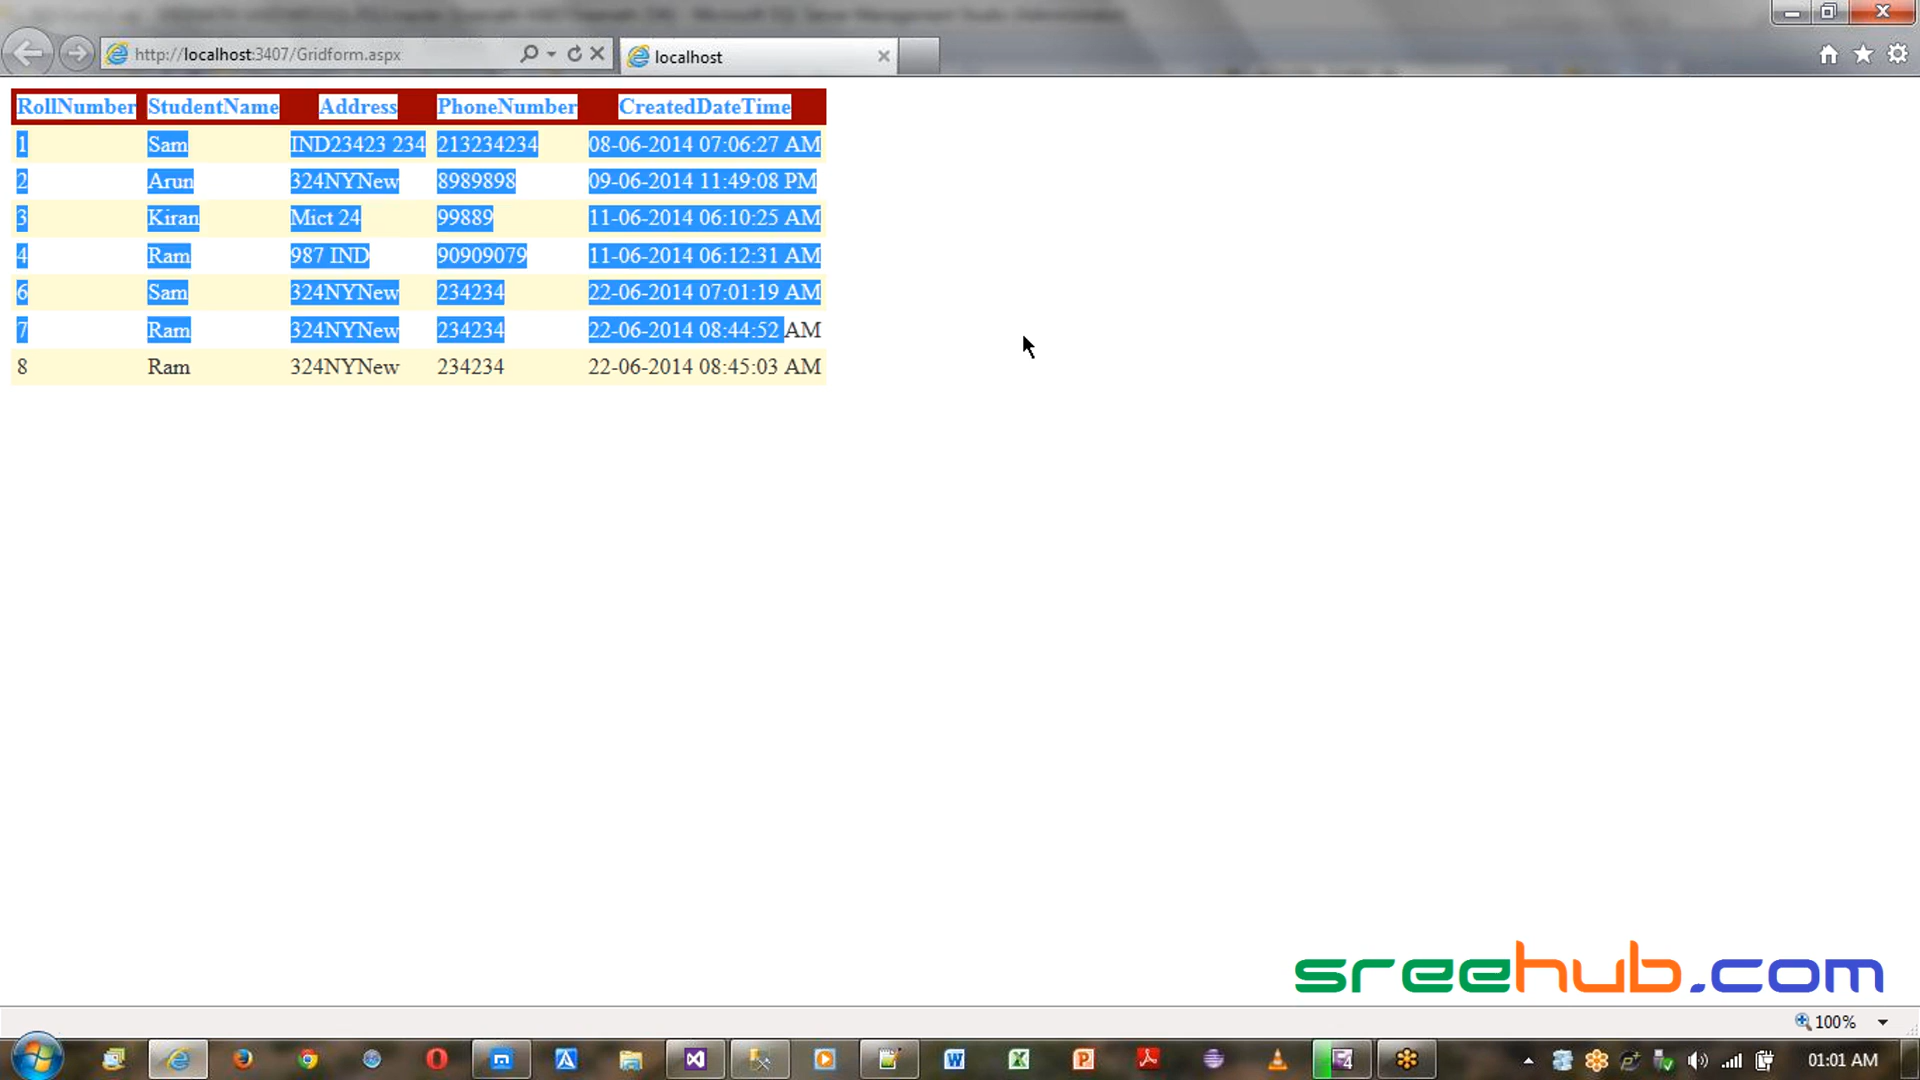 http://localhost:3407/Gridform.aspx
localhost
RollNumber StudentName Address PhoneNumber CreatedDateTime
1 Sam IND23423 234 213234234 08-06-2014 07:06:27 AM
2 Arun 324NYNew 8989898 09-06-2014 11:49:08 PM
3 Kiran Mict 24 99889 11-06-2014 06:10:25 AM
4 Ram 987 IND 90909079 11-06-2014 06:12:31 AM
6 Sam 324NYNew 234234 22-06-2014 07:01:19 AM
7 Ram 324NYNew 234234 22-06-2014 08:44:52 AM
8 Ram 324NYNew 234234 22-06-2014 08:45:03 AM
sreehub.com
100%
01:01 AM